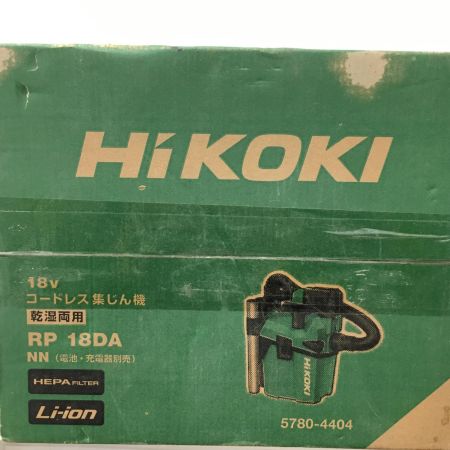 HiKOKI
18v
コードレス集じん機
乾湿両用
RP 18DA
NN（電池・充電器別売）
HEPA FILTER
Li-ion
HiKOKI
5780-4404